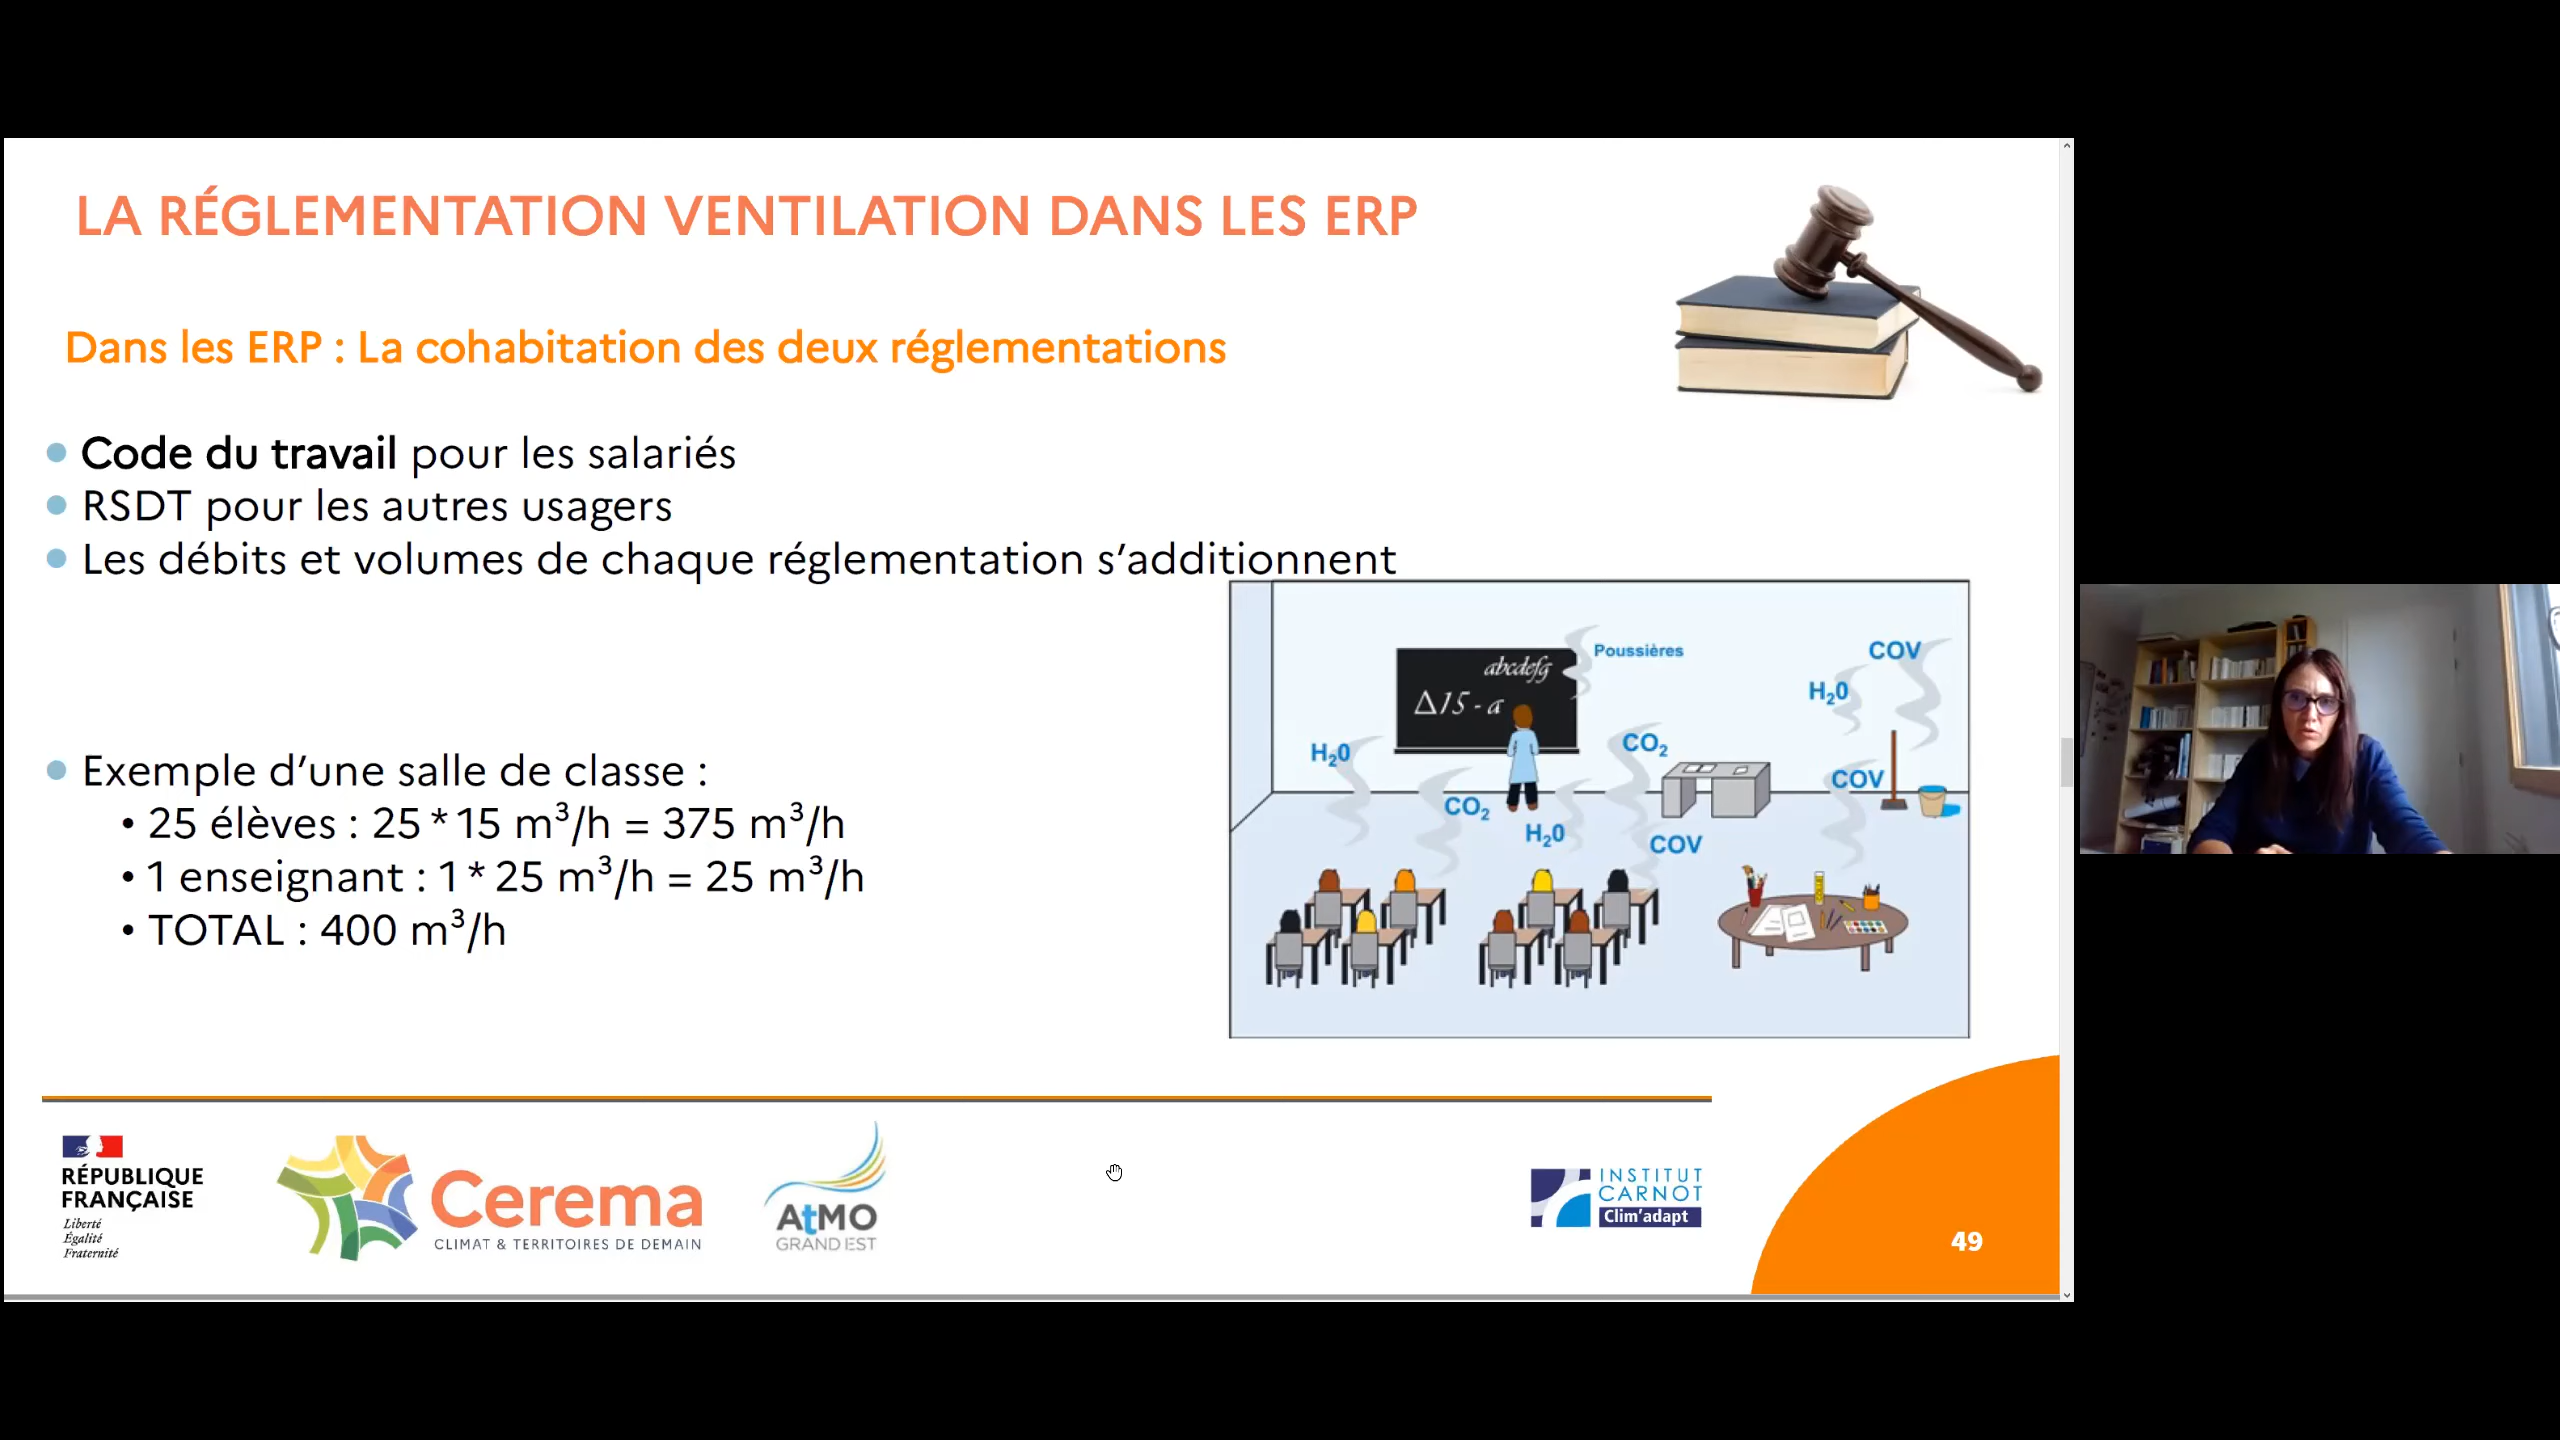 LA RÉGLEMENTATION VENTILATION DANS LES ERP
Dans les ERP : La cohabitation des deux réglementations
Code du travail pour les salariés
RSDT pour les autres usagers
Les débits et volumes de chaque réglementation s’additionnent
Exemple d’une salle de classe :
• 25 élèves : 25 * 15 m³/h = 375 m³/h
• 1 enseignant : 1 * 25 m³/h = 25 m³/h
• TOTAL : 400 m³/h
abcdefg
Δ15 - a
Poussières
COV
H₂0
H₂0
CO₂
COV
CO₂
H₂0
COV
RÉPUBLIQUE
FRANÇAISE
Liberté
Égalité
Fraternité
Cerema
CLIMAT & TERRITOIRES DE DEMAIN
AtMO
GRAND EST
INSTITUT
CARNOT
Clim’adapt
49